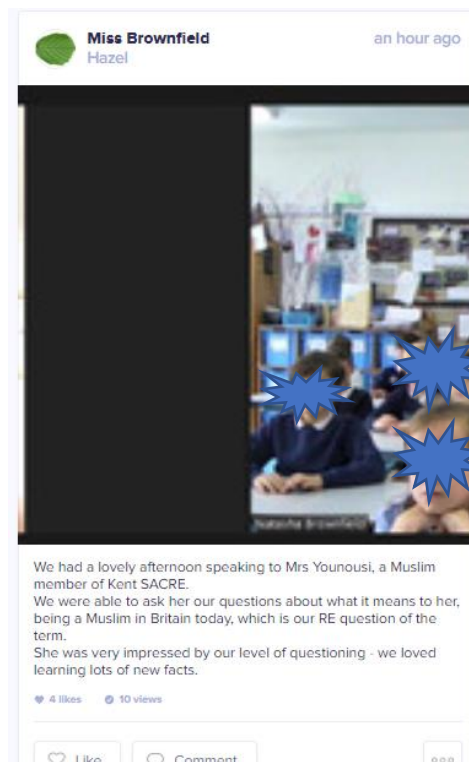 Miss Brownfield
an hour ago
Hazel
Natasha Brownfield
We had a lovely afternoon speaking to Mrs Younousi, a Muslim
member of Kent SACRE.
We were able to ask her our questions about what it means to her,
being a Muslim in Britain today, which is our RE question of the
term.
She was very impressed by our level of questioning - we loved
learning lots of new facts.
4 likes 10 views
Like Comment